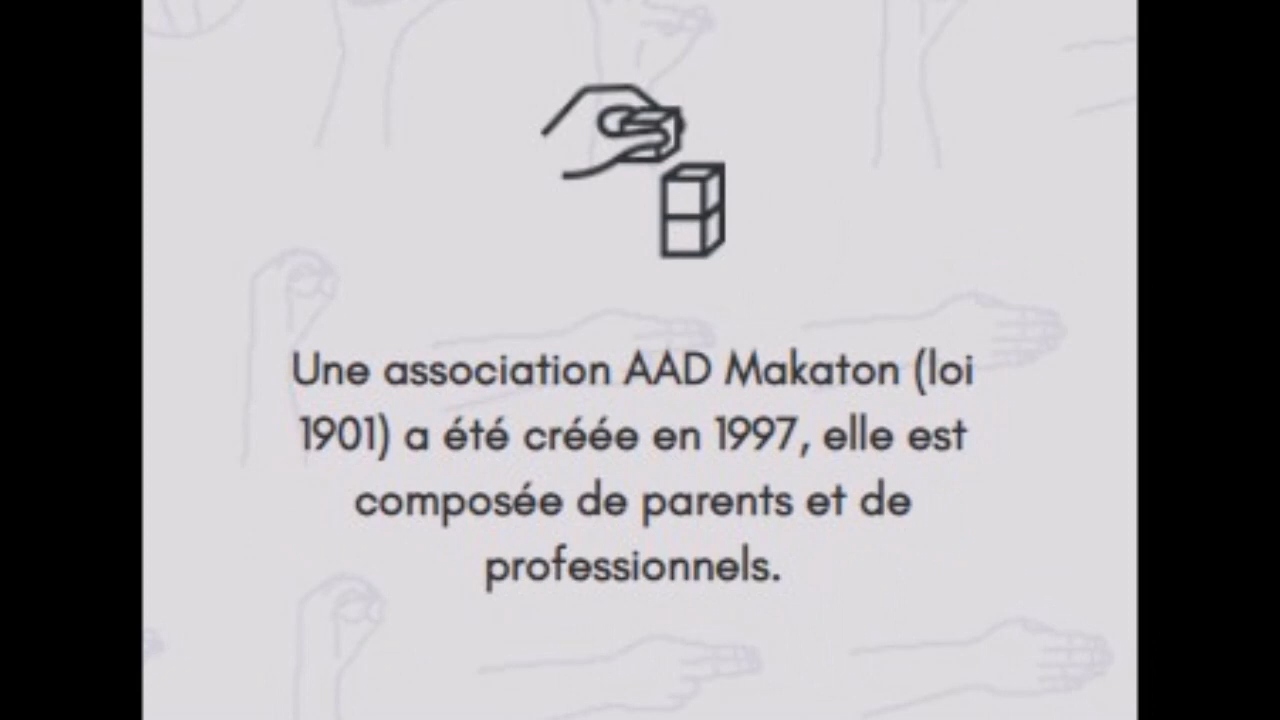 Une association AAD Makaton (loi
1901) a été créée en 1997, elle est
composée de parents et de
professionnels.